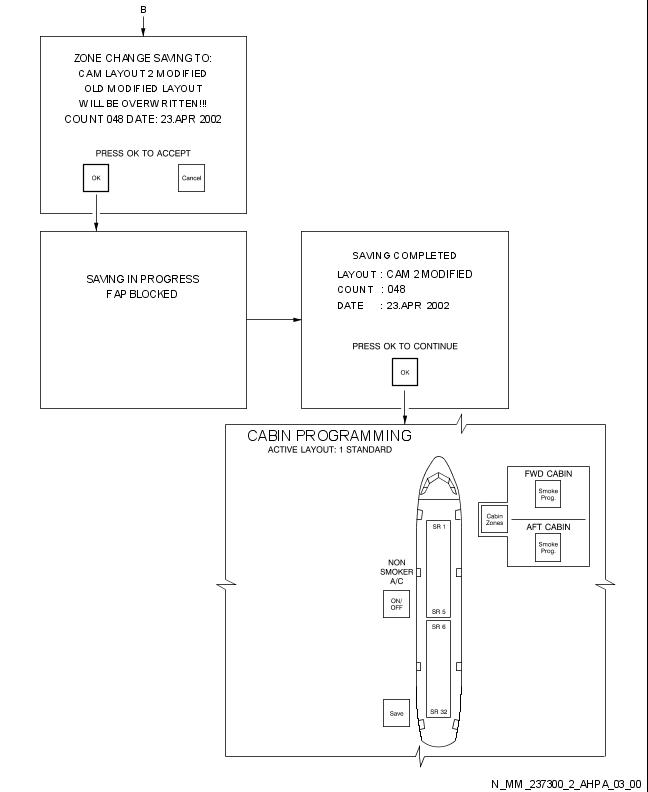 B
ZONE CHANGE SAVING TO:
CAM LAYOUT 2 MODIFIED
OLD MODIFIED LAYOUT
WILL BE OVERWRITTEN!!!
COUNT 048 DATE: 23.APR 2002
PRESS OK TO ACCEPT
OK
Cancel
SAVING IN PROGRESS
FAP BLOCKED
SAVING COMPLETED
LAYOUT : CAM 2 MODIFIED
COUNT : 048
DATE : 23.APR 2002
PRESS OK TO CONTINUE
OK
CABIN PROGRAMMING
ACTIVE LAYOUT: 1 STANDARD
FWD CABIN
Smoke
Prog.
Cabin
Zones
AFT CABIN
Smoke
Prog.
SR 1
NON
SMOKER
A/C
ON/
OFF
SR 5
SR 6
Save
SR 32
N_MM_237300_2_AHPA_03_00